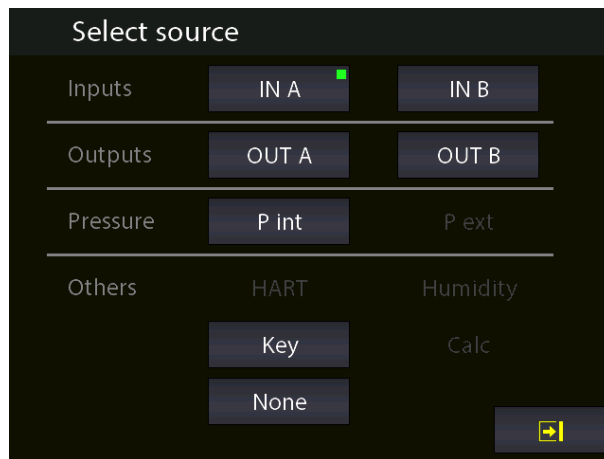 Select source
Inputs IN A IN B
Outputs OUT A OUT B
Pressure P int P ext
Others HART Humidity
Key Calc
None